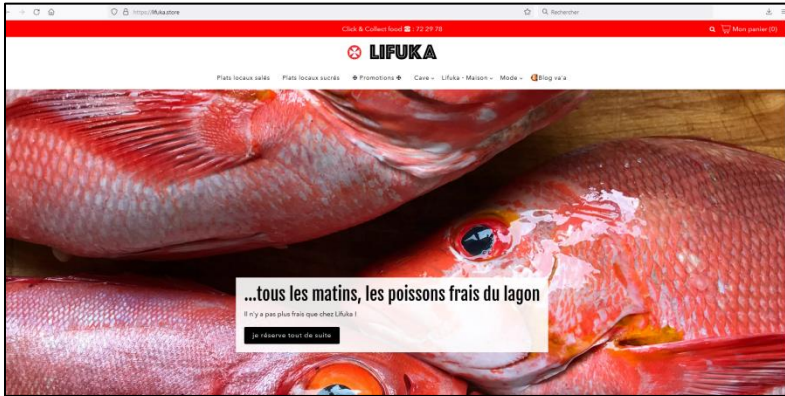 https://lifuka.store
Rechercher
Click & Collect food ☎ : 72 29 78
Mon panier (0)
LIFUKA
Plats locaux salés Plats locaux sucrés ✤ Promotions ✤ Cave Lifuka - Maison Mode Blog va'a
...tous les matins, les poissons frais du lagon
Il n'y a pas plus frais que chez Lifuka !
je réserve tout de suite